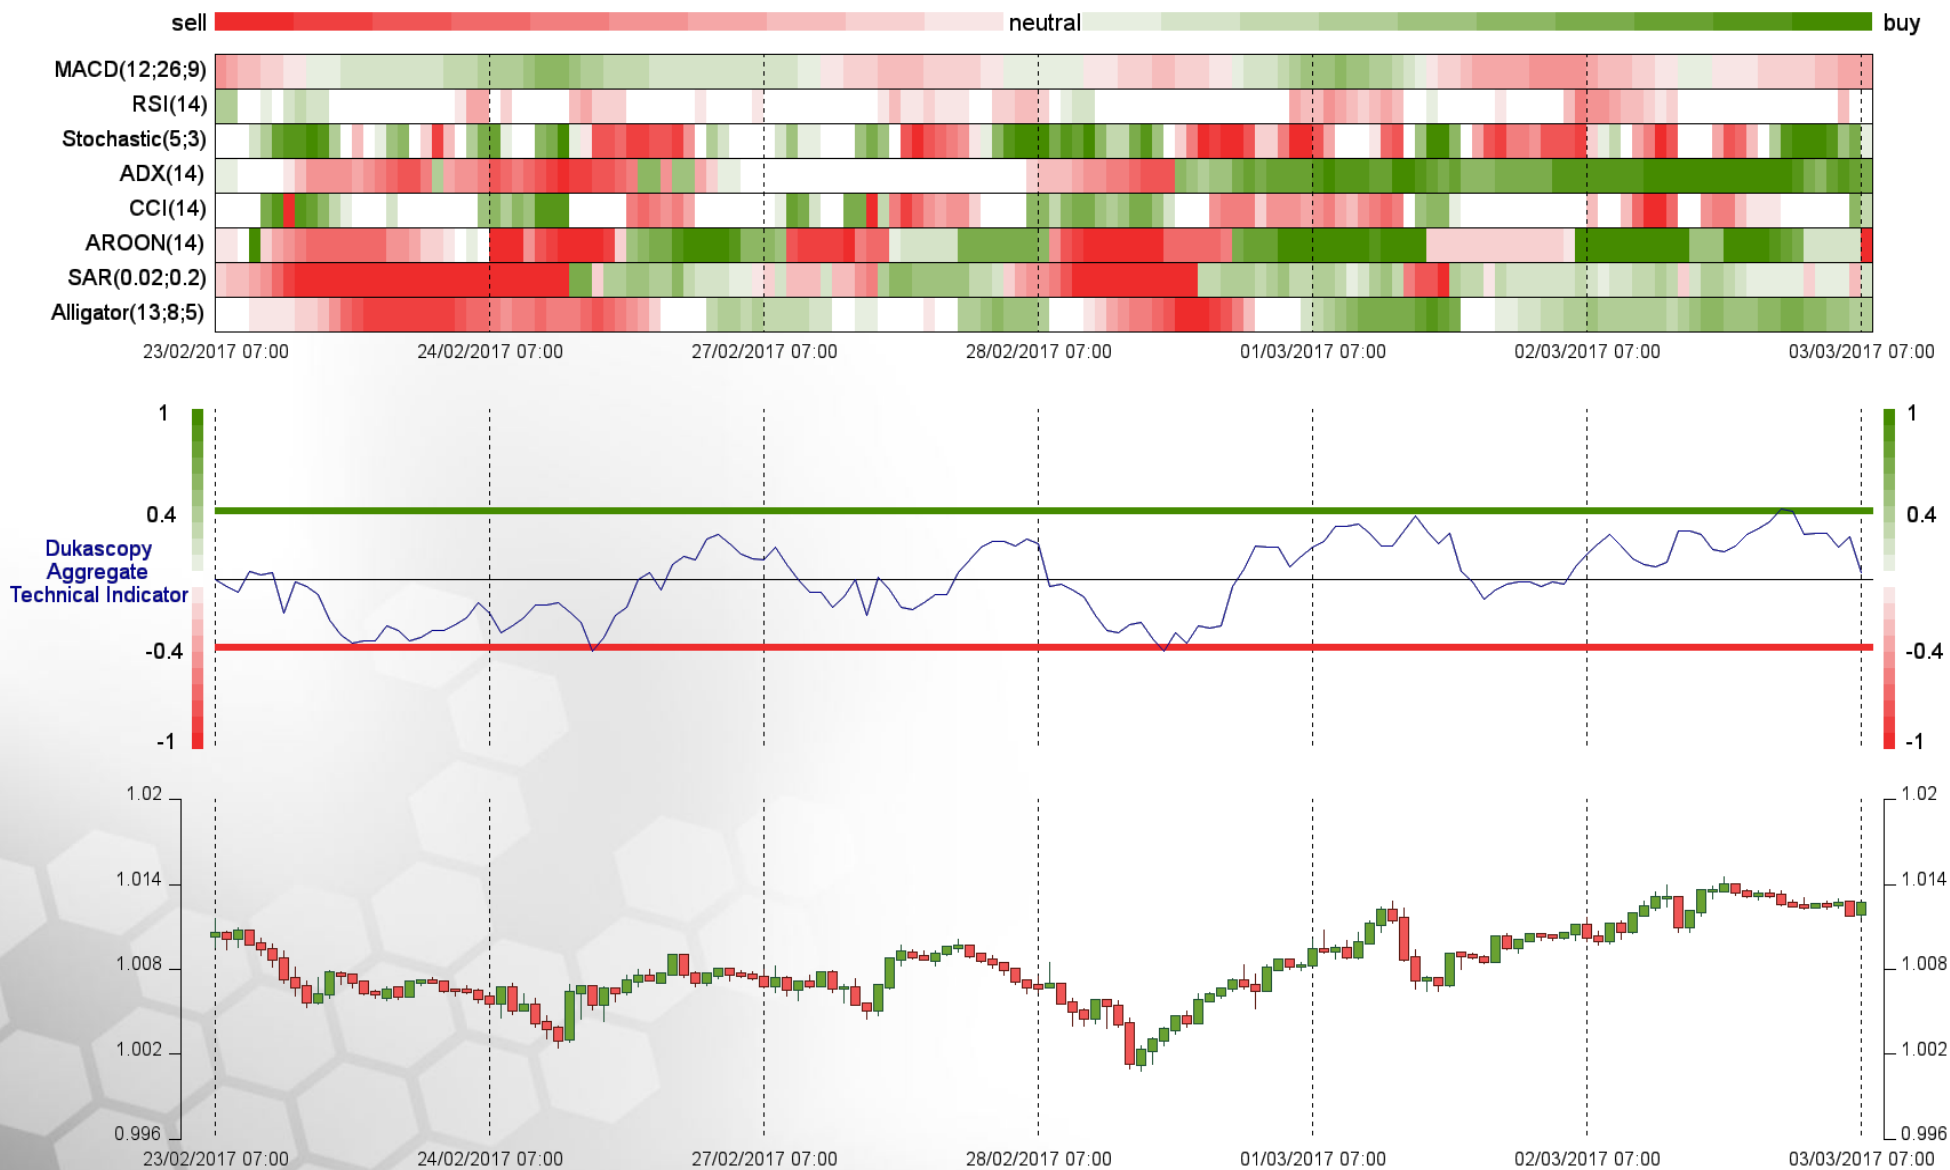 sell neutral buy
MACD(12;26;9)
RSI(14)
Stochastic(5;3)
ADX(14)
CCI(14)
AROON(14)
SAR(0.02;0.2)
Alligator(13;8;5)
23/02/2017 07:00 24/02/2017 07:00 27/02/2017 07:00 28/02/2017 07:00 01/03/2017 07:00 02/03/2017 07:00 03/03/2017 07:00
1 1
0.4 0.4
Dukascopy
Aggregate
Technical Indicator
-0.4 -0.4
-1 -1
1.02 1.02
1.014 1.014
1.008 1.008
1.002 1.002
0.996 0.996
23/02/2017 07:00 24/02/2017 07:00 27/02/2017 07:00 28/02/2017 07:00 01/03/2017 07:00 02/03/2017 07:00 03/03/2017 07:00